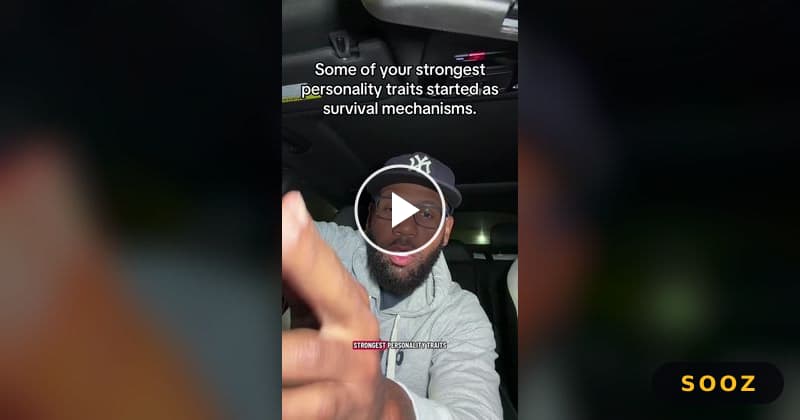 Some of your strongest
personality traits started as
survival mechanisms.
NY
STRONGEST PERSONALITY TRAITS
SOOZ